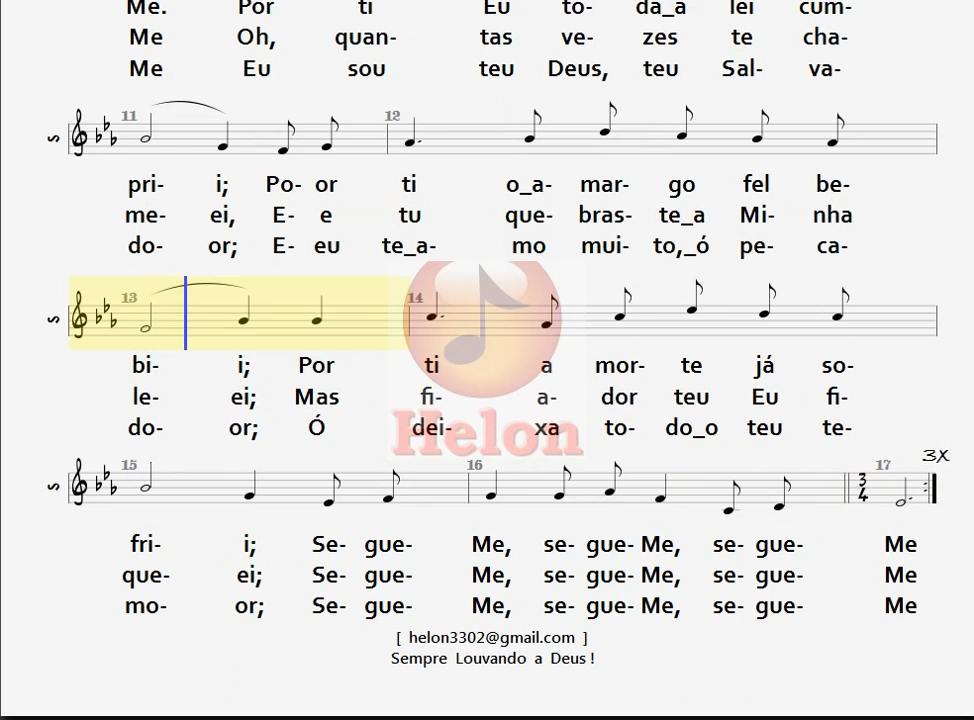 Me. Por ti Eu to- da_a lei cum-
Me Oh, quan- tas ve- zes te cha-
Me Eu sou teu Deus, teu Sal- va-
11 12
S
pri- i; Po- or ti o_a- mar- go fel be-
me- ei, E- e tu que- bras- te_a Mi- nha
do- or; E- eu te_a- mo mui- to,_ó pe- ca-
13 14
S
bi- i; Por ti a mor- te já so-
le- ei; Mas fi- a- dor teu Eu fi-
do- or; Ó dei- xa to- do_o teu te-
Helon
15 16 17 3X
S 3 4
fri- i; Se- gue- Me, se- gue- Me, se- gue- Me
que- ei; Se- gue- Me, se- gue- Me, se- gue- Me
mo- or; Se- gue- Me, se- gue- Me, se- gue- Me
[ helon3302@gmail.com ]
Sempre Louvando a Deus !